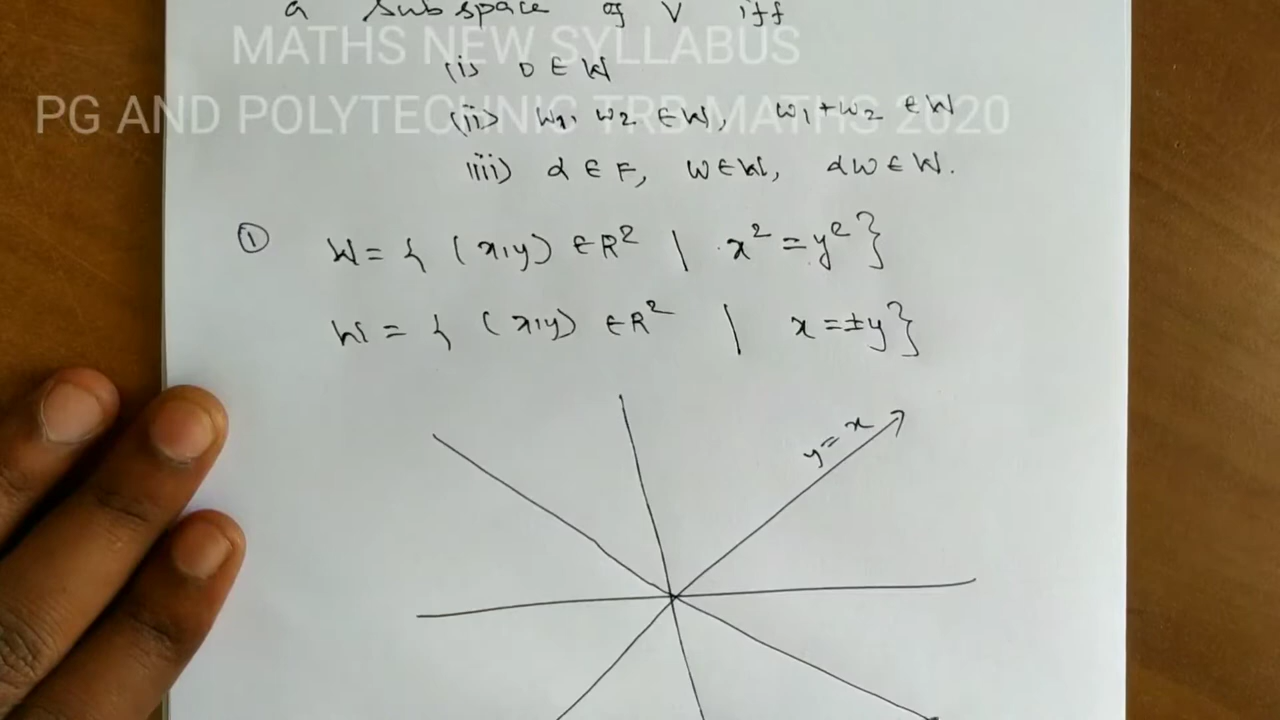 a subspace of V iff
MATHS NEW SYLLABUS
(i) 0 ∈ W
PG AND POLYTECHNIC TRB MATHS 2020
(ii) w1, w2 ∈ W, w1 + w2 ∈ W
iii) α ∈ F, W ∈ W, αw ∈ W.
① W = { (x,y) ∈ R² | x² = y² }
W = { (x,y) ∈ R² | x = ±y }
y = x